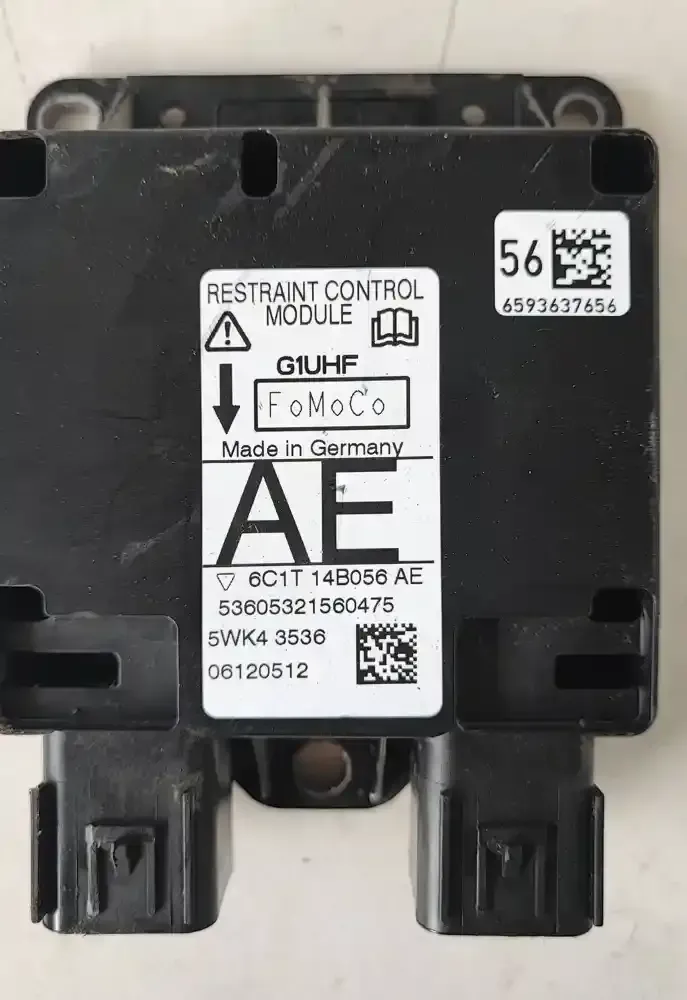 56
6593637656
RESTRAINT CONTROL
MODULE
G1UHF
FoMoCo
Made in Germany
AE
6C1T 14B056 AE
53605321560475
5WK4 3536
06120512